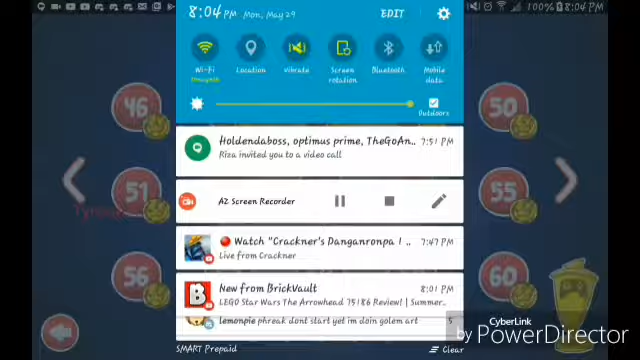 8:04 PM Mon, May 29 EDIT
100% 8:04 PM
Wi-Fi Location Vibrate Screen rotation Bluetooth Mobile data
Outdoors
46 50
Holdendaboss, optimus prime, TheGoAn.. 7:51 PM
Riza invited you to a video call
51 55
AZ Screen Recorder
Watch "Crackner's Danganronpa I .. 7:47 PM
Live from Crackner
56 60
New from BrickVault 8:01 PM
LEGO Star Wars The Arrowhead 75186 Review! | Summer..
lemonpie phreak dont start yet im doin golem art 5
SMART Prepaid Clear
CyberLink
by PowerDirector